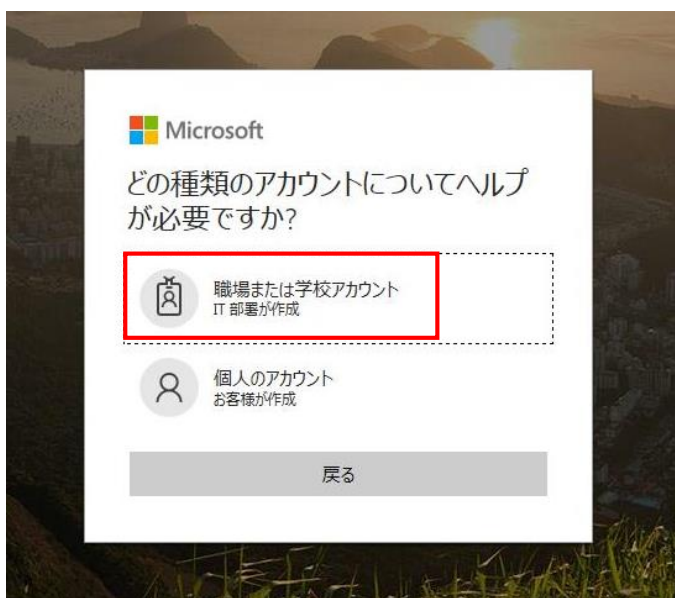 Microsoft
どの種類のアカウントについてヘルプ
が必要ですか?
職場または学校アカウント
IT 部署が作成
個人のアカウント
お客様が作成
戻る